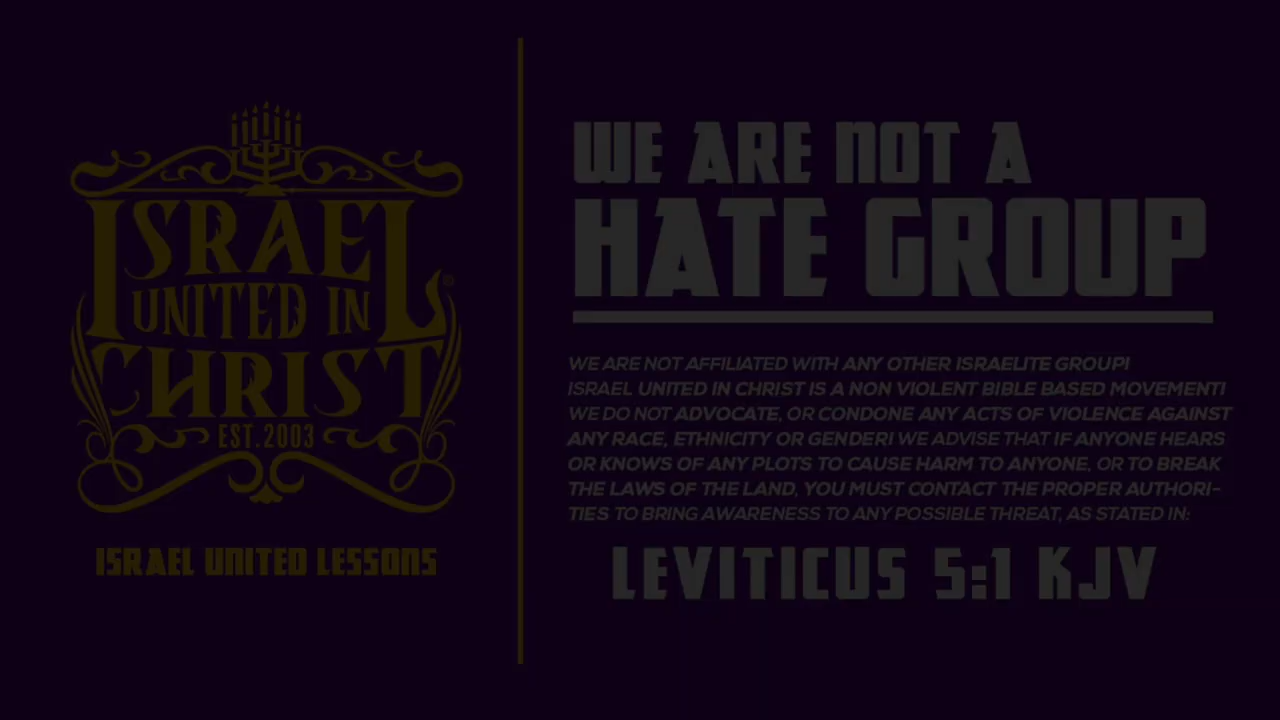 ISRAEL
UNITED IN
CHRIST
EST. 2003
ISRAEL UNITED LESSONS
WE ARE NOT A
HATE GROUP
WE ARE NOT AFFILIATED WITH ANY OTHER ISRAELITE GROUP!
ISRAEL UNITED IN CHRIST IS A NON VIOLENT BIBLE BASED MOVEMENT!
WE DO NOT ADVOCATE, OR CONDONE ANY ACTS OF VIOLENCE AGAINST
ANY RACE, ETHNICITY OR GENDER! WE ADVISE THAT IF ANYONE HEARS
OR KNOWS OF ANY PLOTS TO CAUSE HARM TO ANYONE, OR TO BREAK
THE LAWS OF THE LAND, YOU MUST CONTACT THE PROPER AUTHORI-
TIES TO BRING AWARENESS TO ANY POSSIBLE THREAT, AS STATED IN:
LEVITICUS 5:1 KJV